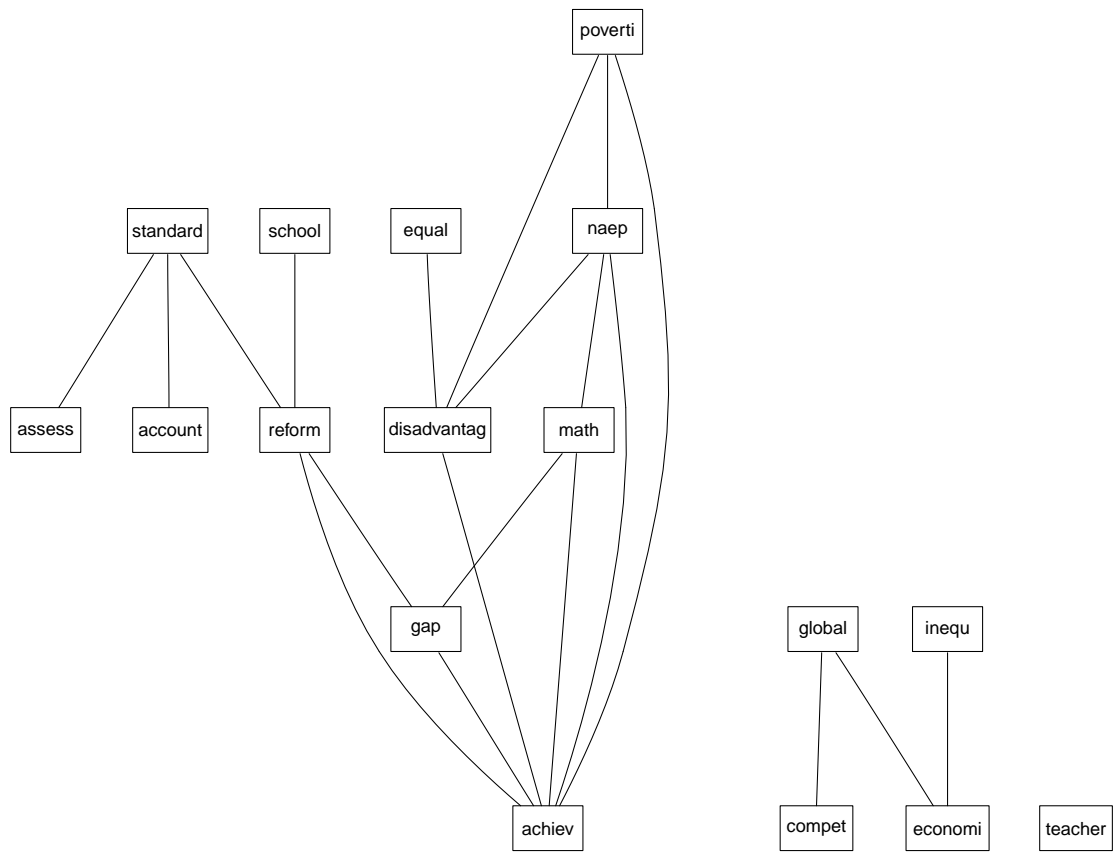 poverti
standard
school
equal
naep
assess
account
reform
disadvantag
math
gap
global
inequ
achiev
compet
economi
teacher